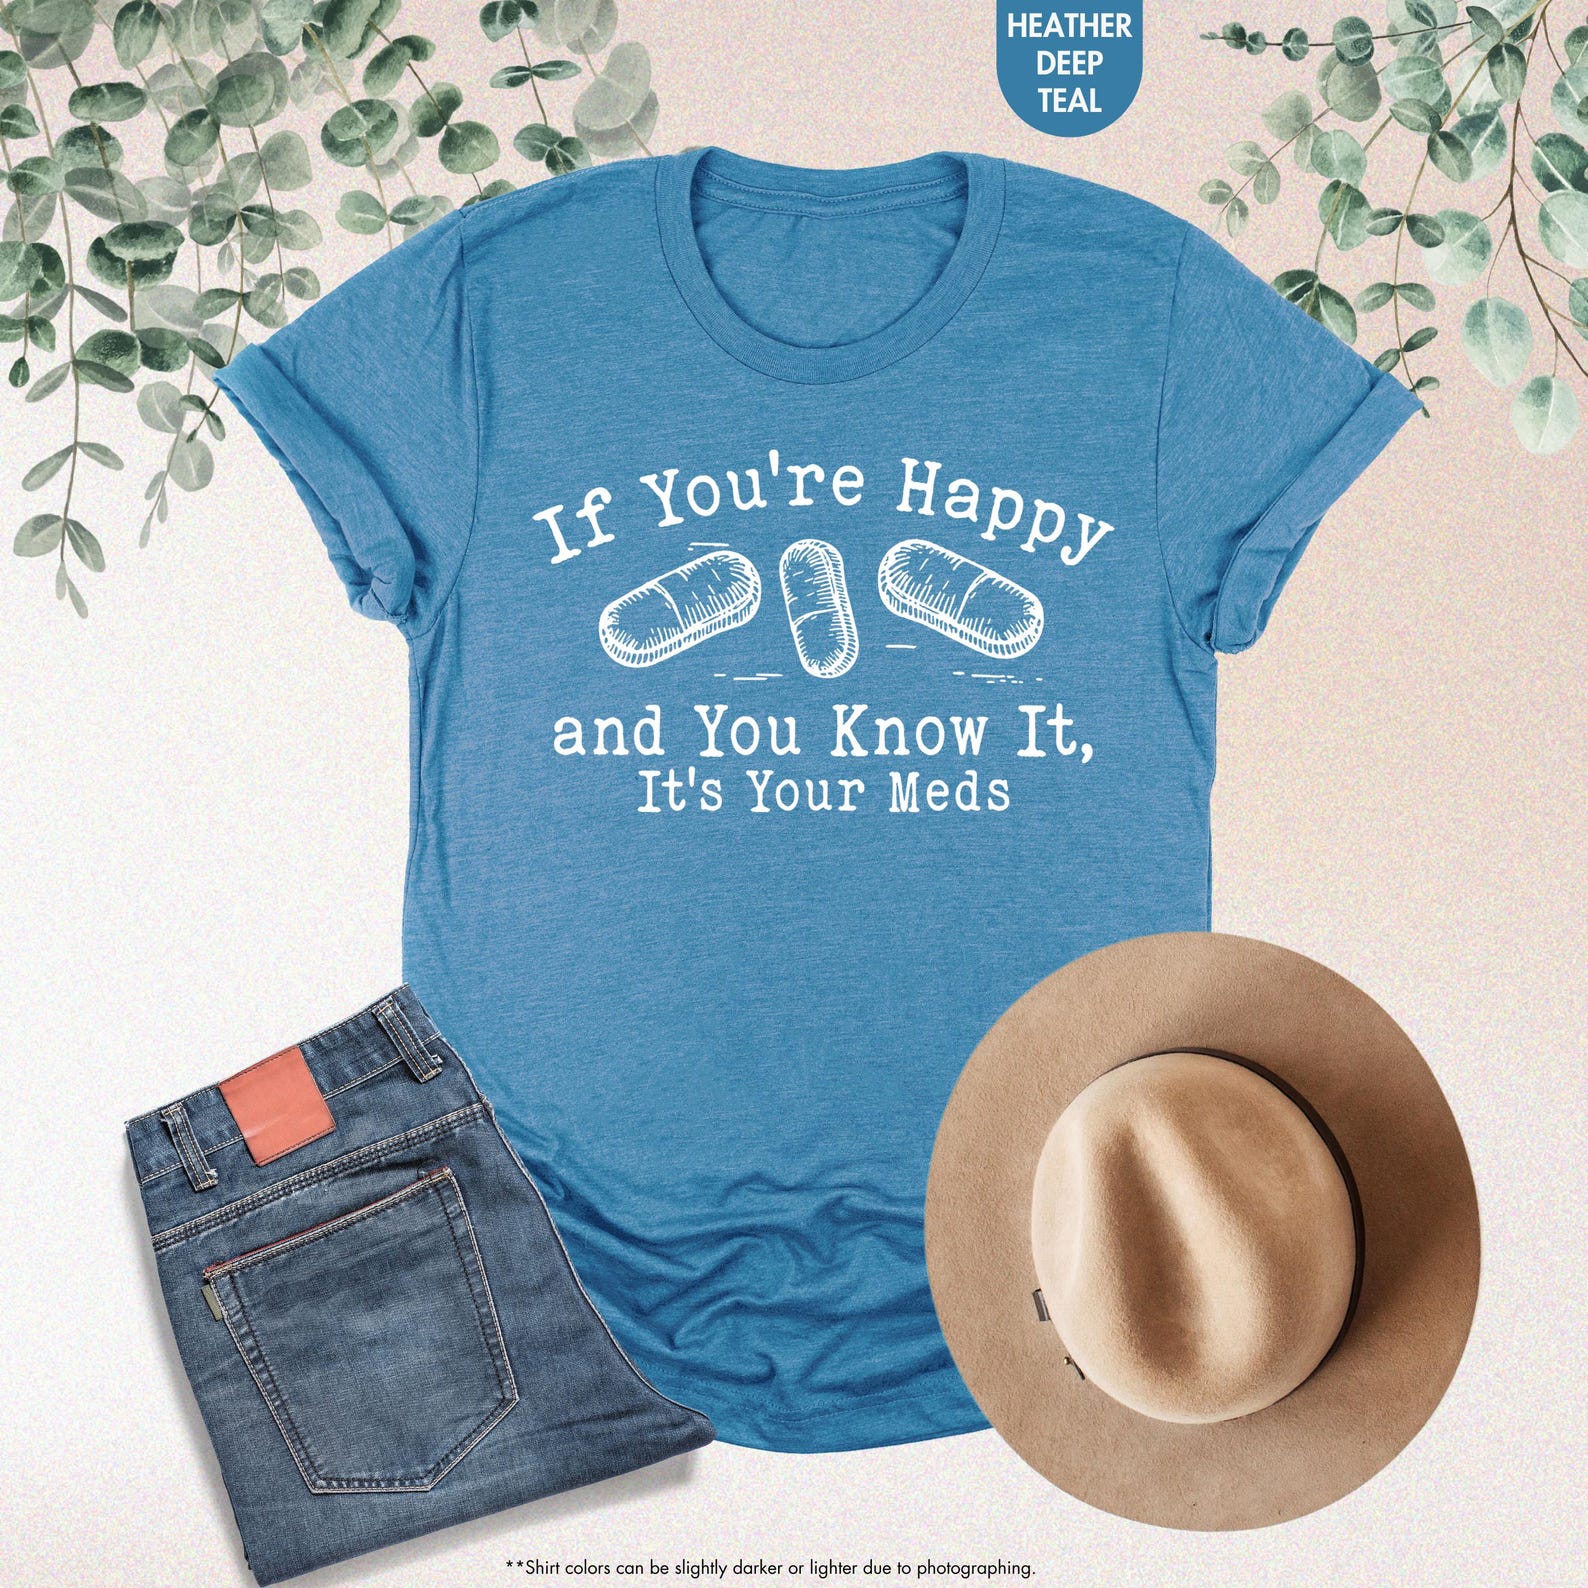 HEATHER
DEEP
TEAL
If You're Happy
and You Know It,
It's Your Meds
**Shirt colors can be slightly darker or lighter due to photographing.